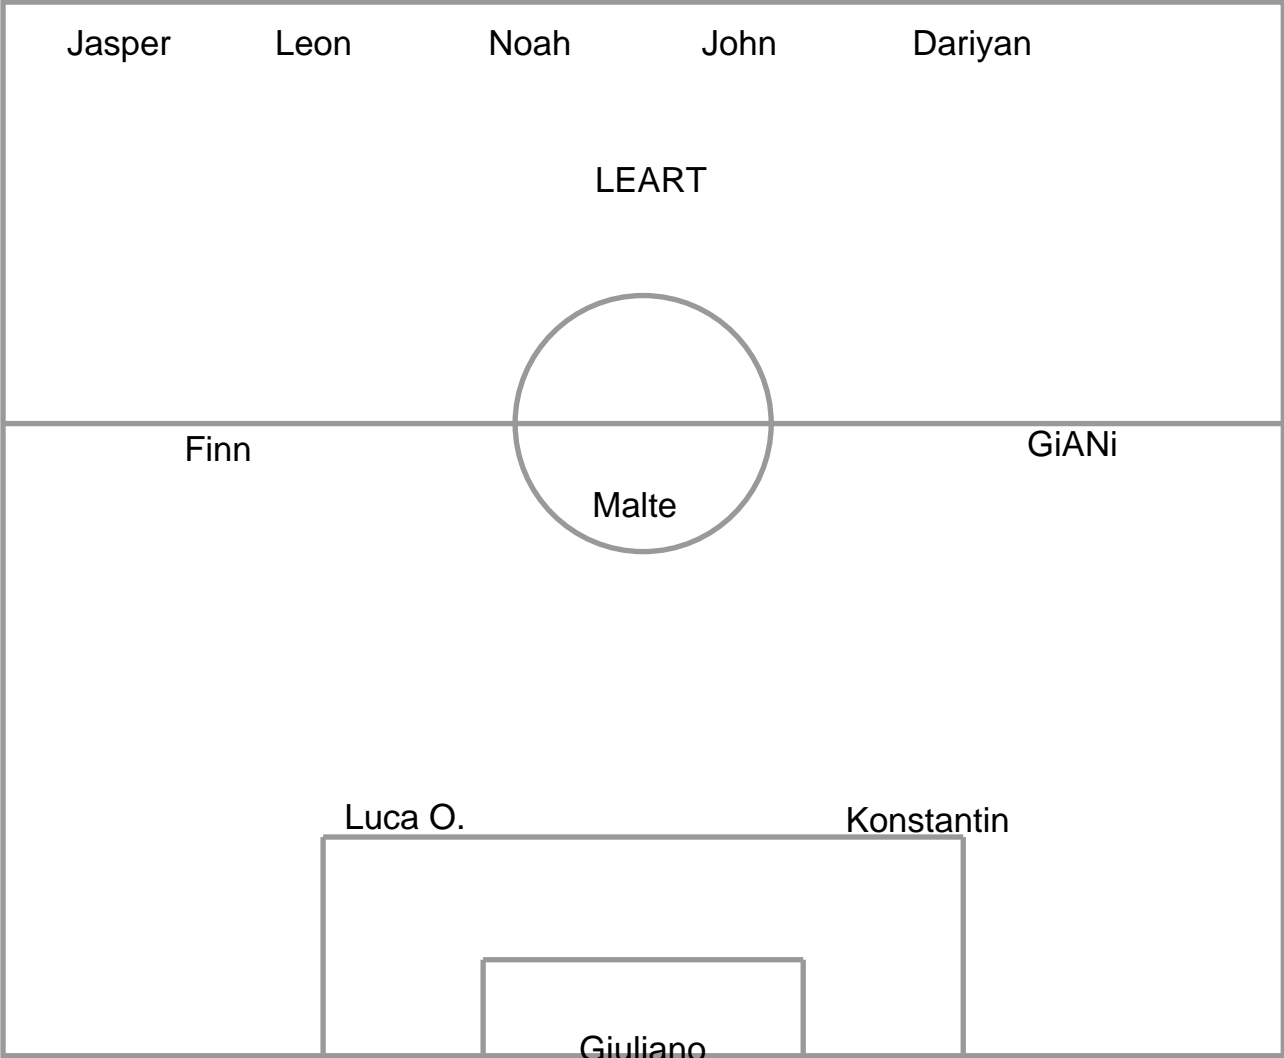 Jasper Leon Noah John Dariyan
LEART
Finn GiANi
Malte
Luca O. Konstantin
Giuliano